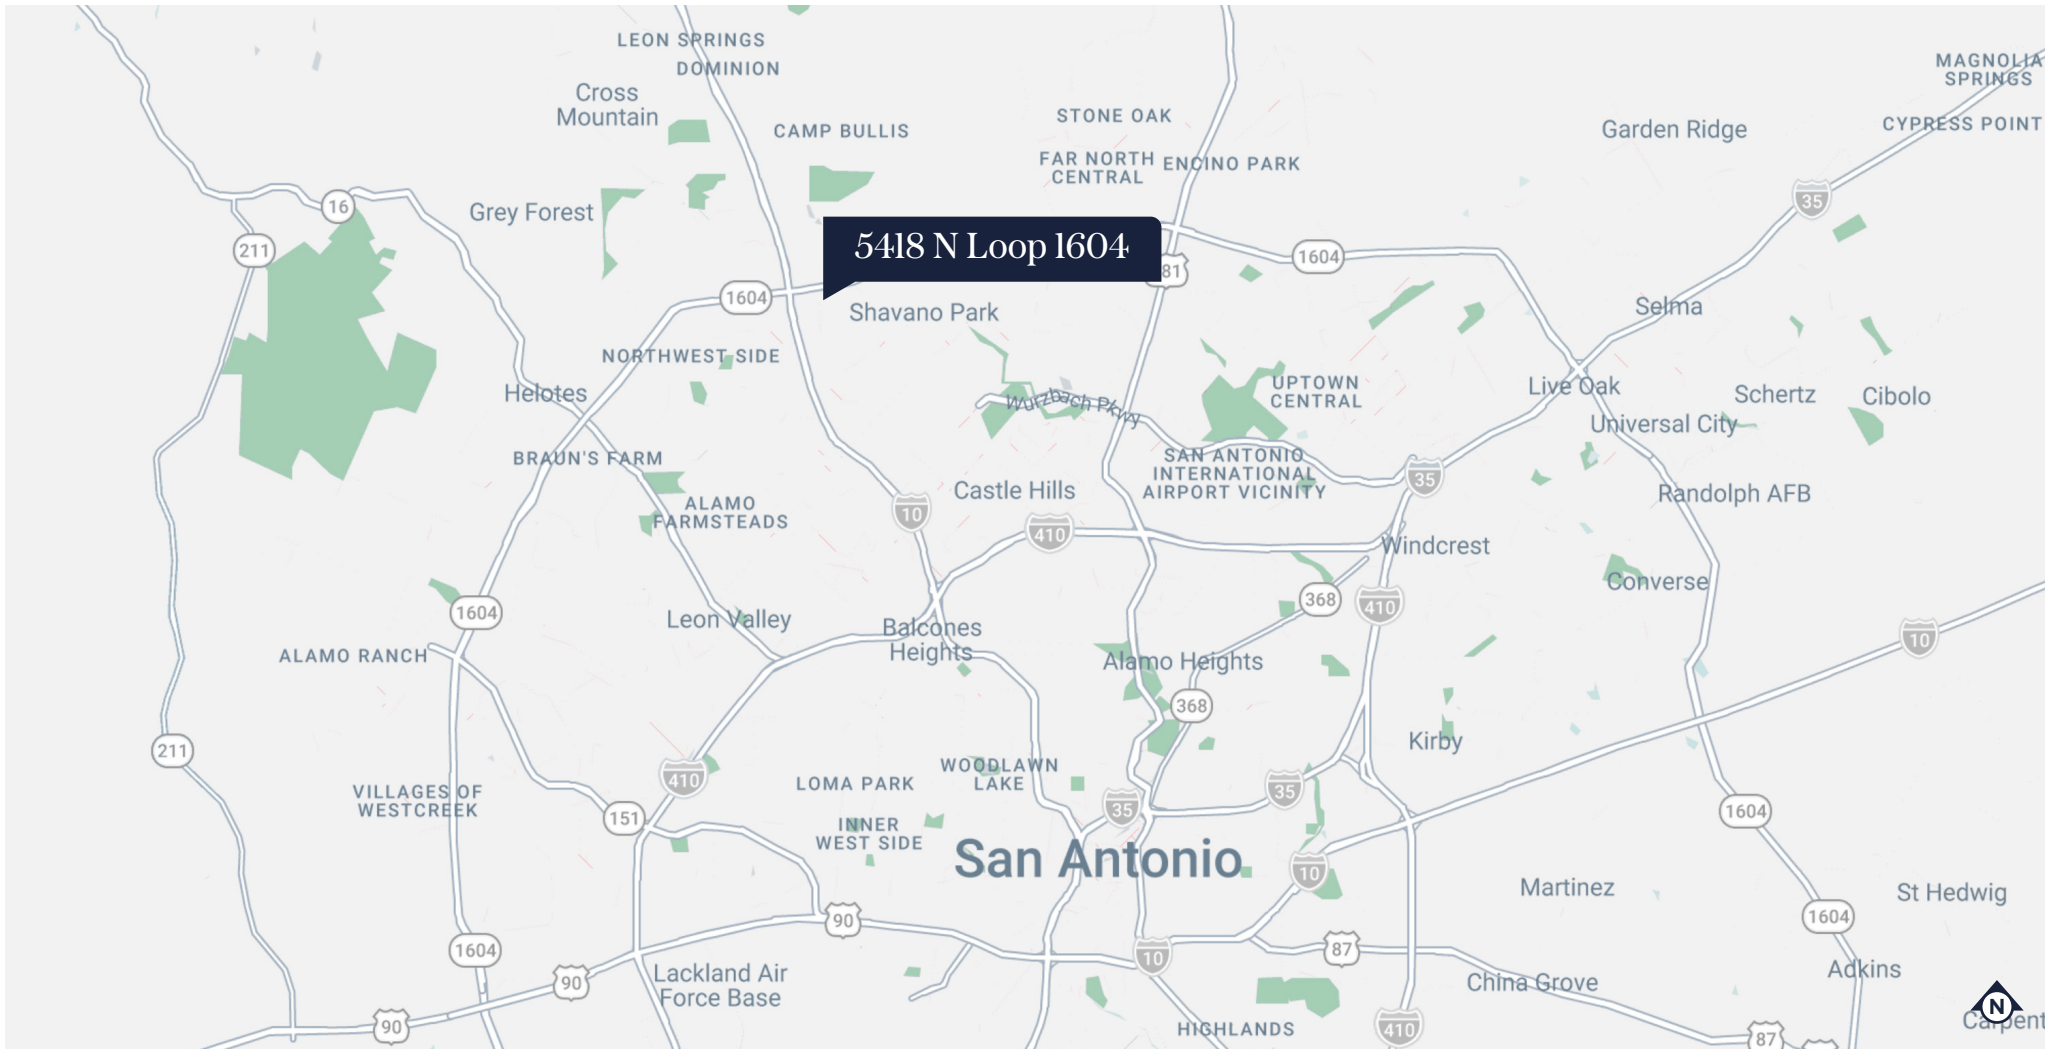 LEON SPRINGS
DOMINION
MAGNOLIA
SPRINGS
Cross
Mountain
STONE OAK
CAMP BULLIS
CYPRESS POINT
Garden Ridge
FAR NORTH
CENTRAL
ENCINO PARK
16
35
Grey Forest
211
5418 N Loop 1604
1604
81
1604
Shavano Park
Selma
NORTHWEST SIDE
Helotes
UPTOWN
CENTRAL
Live Oak
Schertz
Cibolo
Wurzbach Pkwy
Universal City
BRAUN'S FARM
SAN ANTONIO
INTERNATIONAL
AIRPORT VICINITY
35
Castle Hills
Randolph AFB
ALAMO
FARMSTEADS
10
410
Windcrest
Converse
1604
368
410
Leon Valley
Balcones
Heights
10
ALAMO RANCH
Alamo Heights
368
211
Kirby
410
WOODLAWN
LAKE
LOMA PARK
VILLAGES OF
WESTCREEK
35
35
151
1604
INNER
WEST SIDE
San Antonio
10
Martinez
St Hedwig
90
1604
1604
10
87
Lackland Air
Force Base
90
China Grove
Adkins
N
Carpent
90
HIGHLANDS
410
87